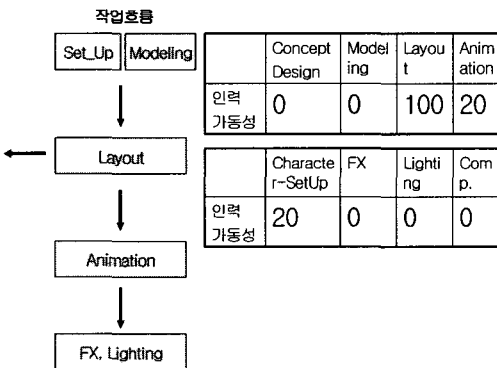 작업흐름
Set_Up Modeling
Layout
Animation
FX, Lighting
Concept Model Layou Anim
Design ing t ation
인력 0 0 100 20
가동성
Characte FX Lighti Com
r-SetUp ng p.
인력 20 0 0 0
가동성